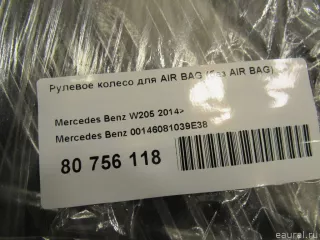 Рулевое колесо для AIR BAG (без AIR BAG)
Mercedes Benz W205 2014>
Mercedes Benz 00146081039E38
80 756 118
eaural.ru